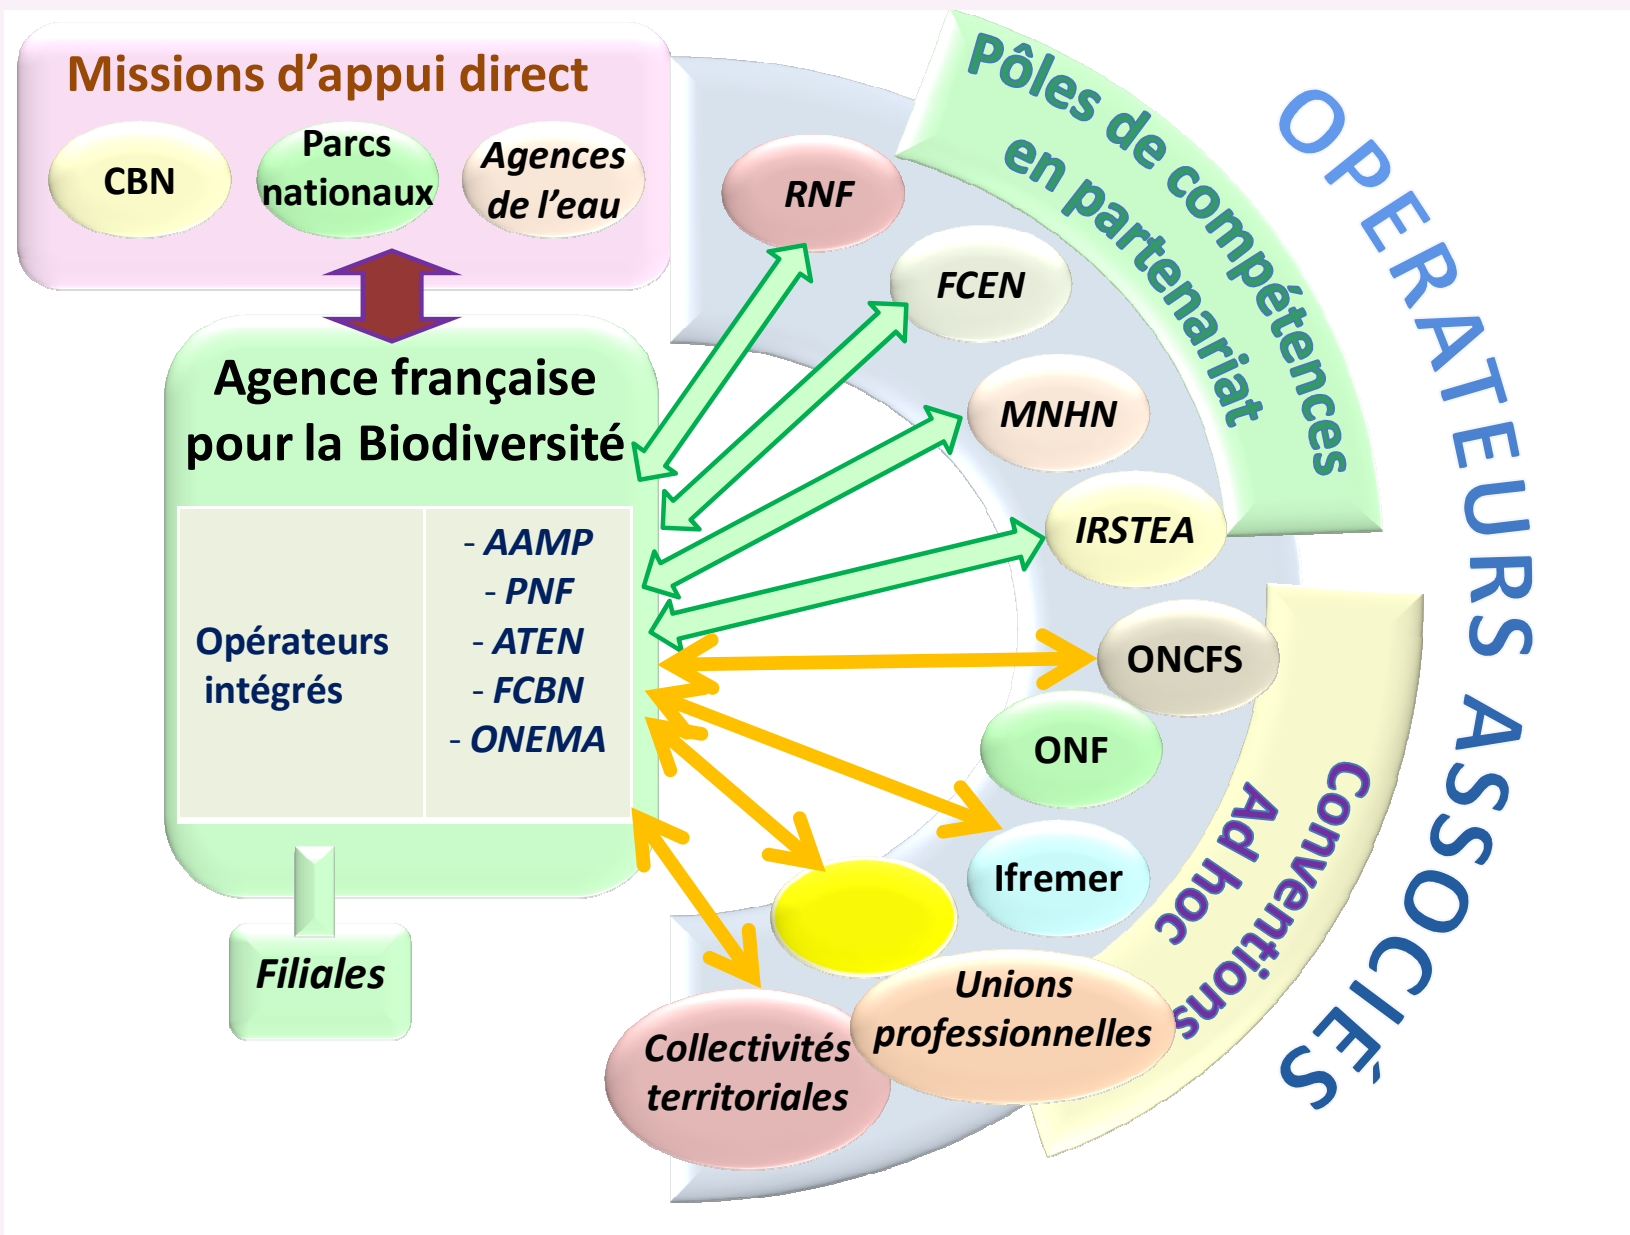 Missions d’appui direct
CBN
Parcs
nationaux
Agences
de l’eau
Agence française
pour la Biodiversité
Opérateurs
intégrés
- AAMP
- PNF
- ATEN
- FCBN
- ONEMA
Filiales
RNF
FCEN
MNHN
IRSTEA
ONCFS
ONF
Ifremer
Unions
professionnelles
Collectivités
territoriales
Pôles de compétences
en partenariat
Conventions
Ad hoc
OPERATEURS ASSOCIÉS